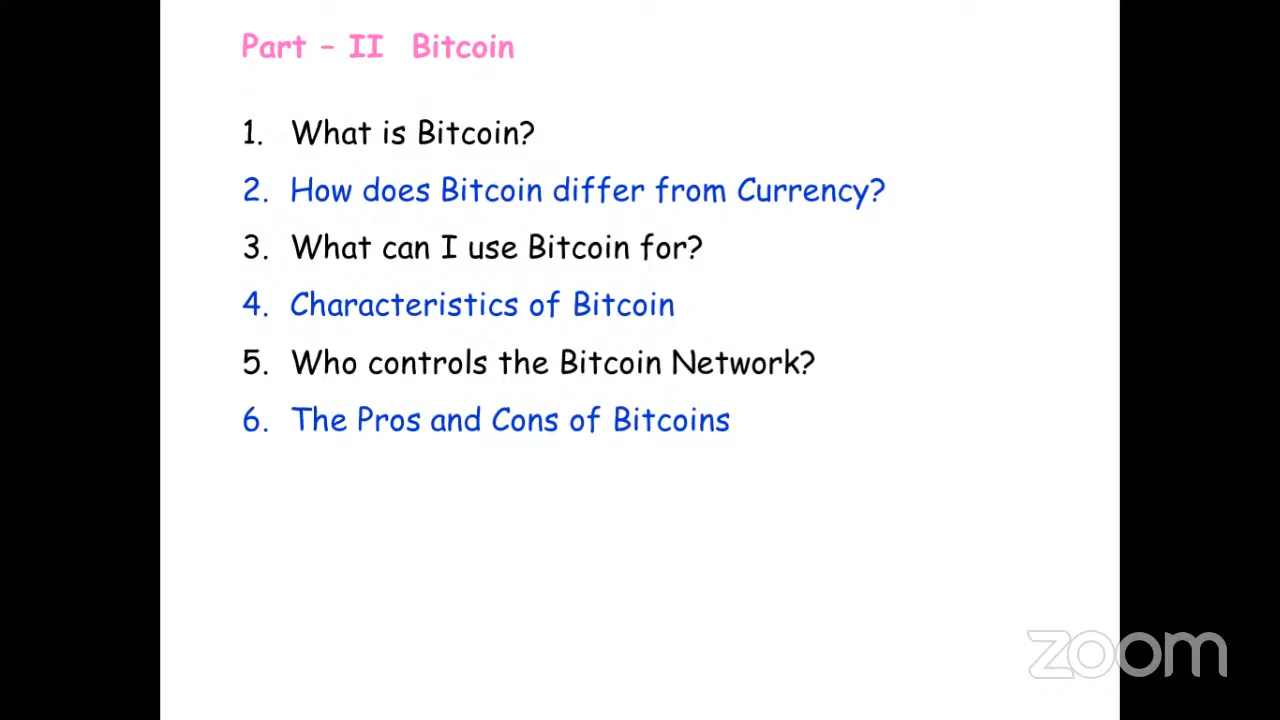 Part – II Bitcoin
1. What is Bitcoin?
2. How does Bitcoin differ from Currency?
3. What can I use Bitcoin for?
4. Characteristics of Bitcoin
5. Who controls the Bitcoin Network?
6. The Pros and Cons of Bitcoins
zoom